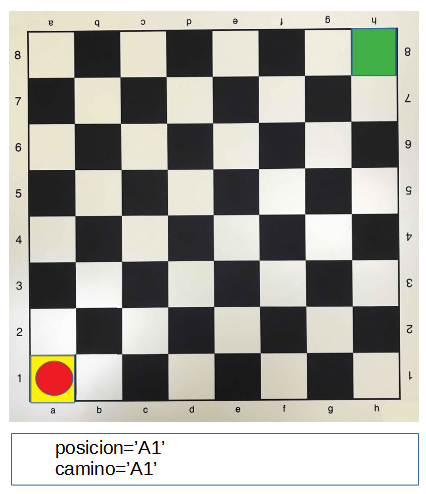 a b c d e f g h
8 8
7 7
6 6
5 5
4 4
3 3
2 2
1 1
a b c d e f g h
posicion='A1'
camino='A1'